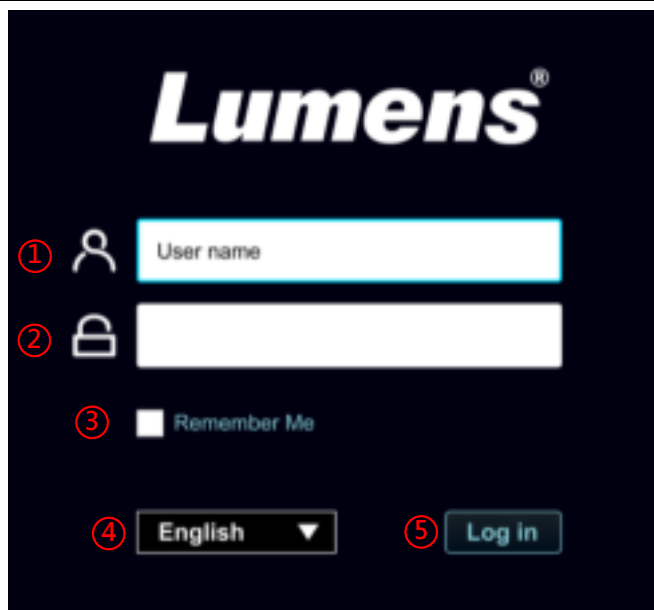 Lumens®
① User name
②
③ Remember Me
④ English ▼ ⑤ Log in